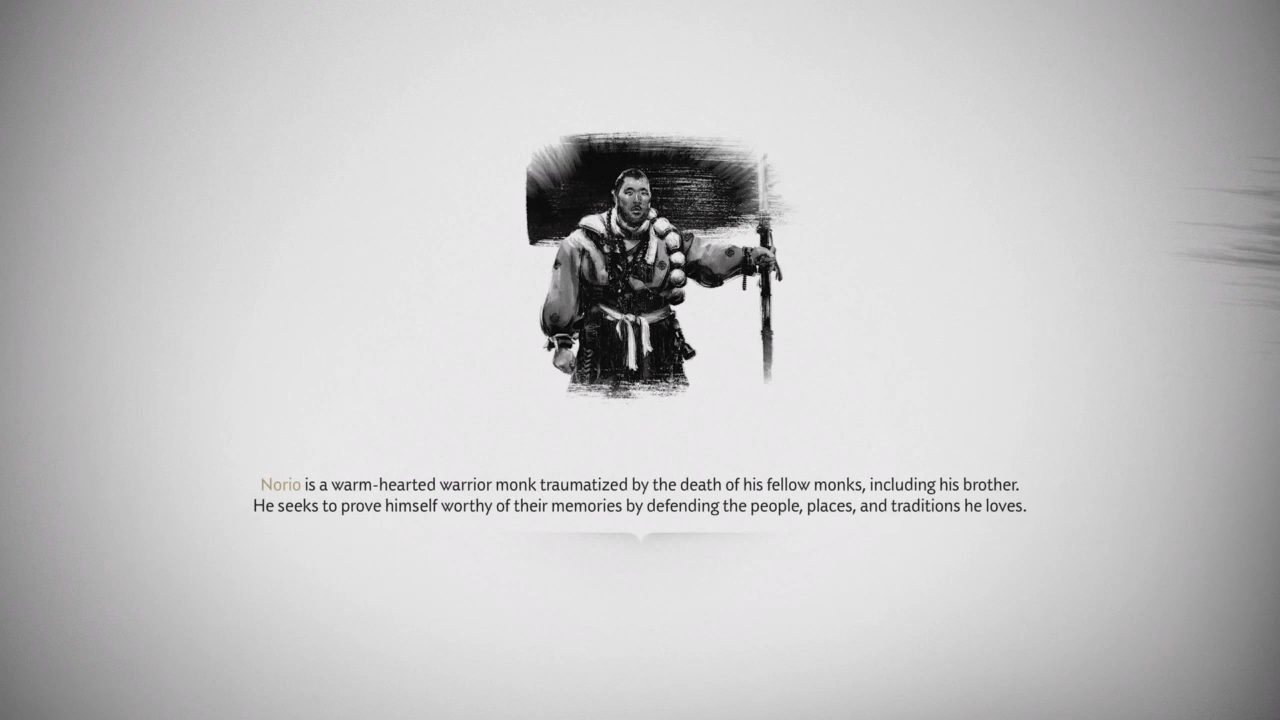 Norio is a warm-hearted warrior monk traumatized by the death of his fellow monks, including his brother.
He seeks to prove himself worthy of their memories by defending the people, places, and traditions he loves.